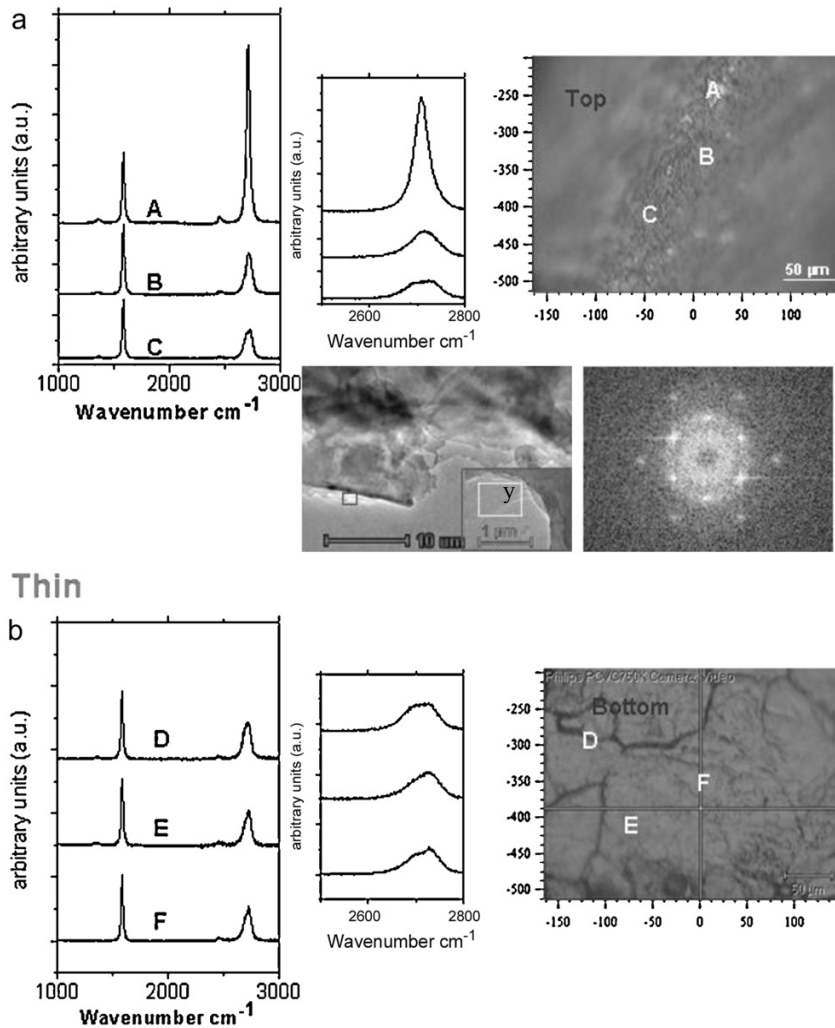 a
arbitrary units (a.u.)
A
B
C
1000 2000 3000
Wavenumber cm-1
arbitrary units (a.u.)
2600 2800
Wavenumber cm-1
Top
A
B
C
50 µm
-250
-300
-350
-400
-450
-500
-150 -100 -50 0 50 100
10 um
y
1 µm
Thin
b
arbitrary units (a.u.)
D
E
F
1000 2000 3000
Wavenumber cm-1
arbitrary units (a.u.)
2600 2800
Wavenumber cm-1
Philips PCVC750K Camera; Video
Bottom
D
F
E
50 µm
-250
-300
-350
-400
-450
-500
-150 -100 -50 0 50 100